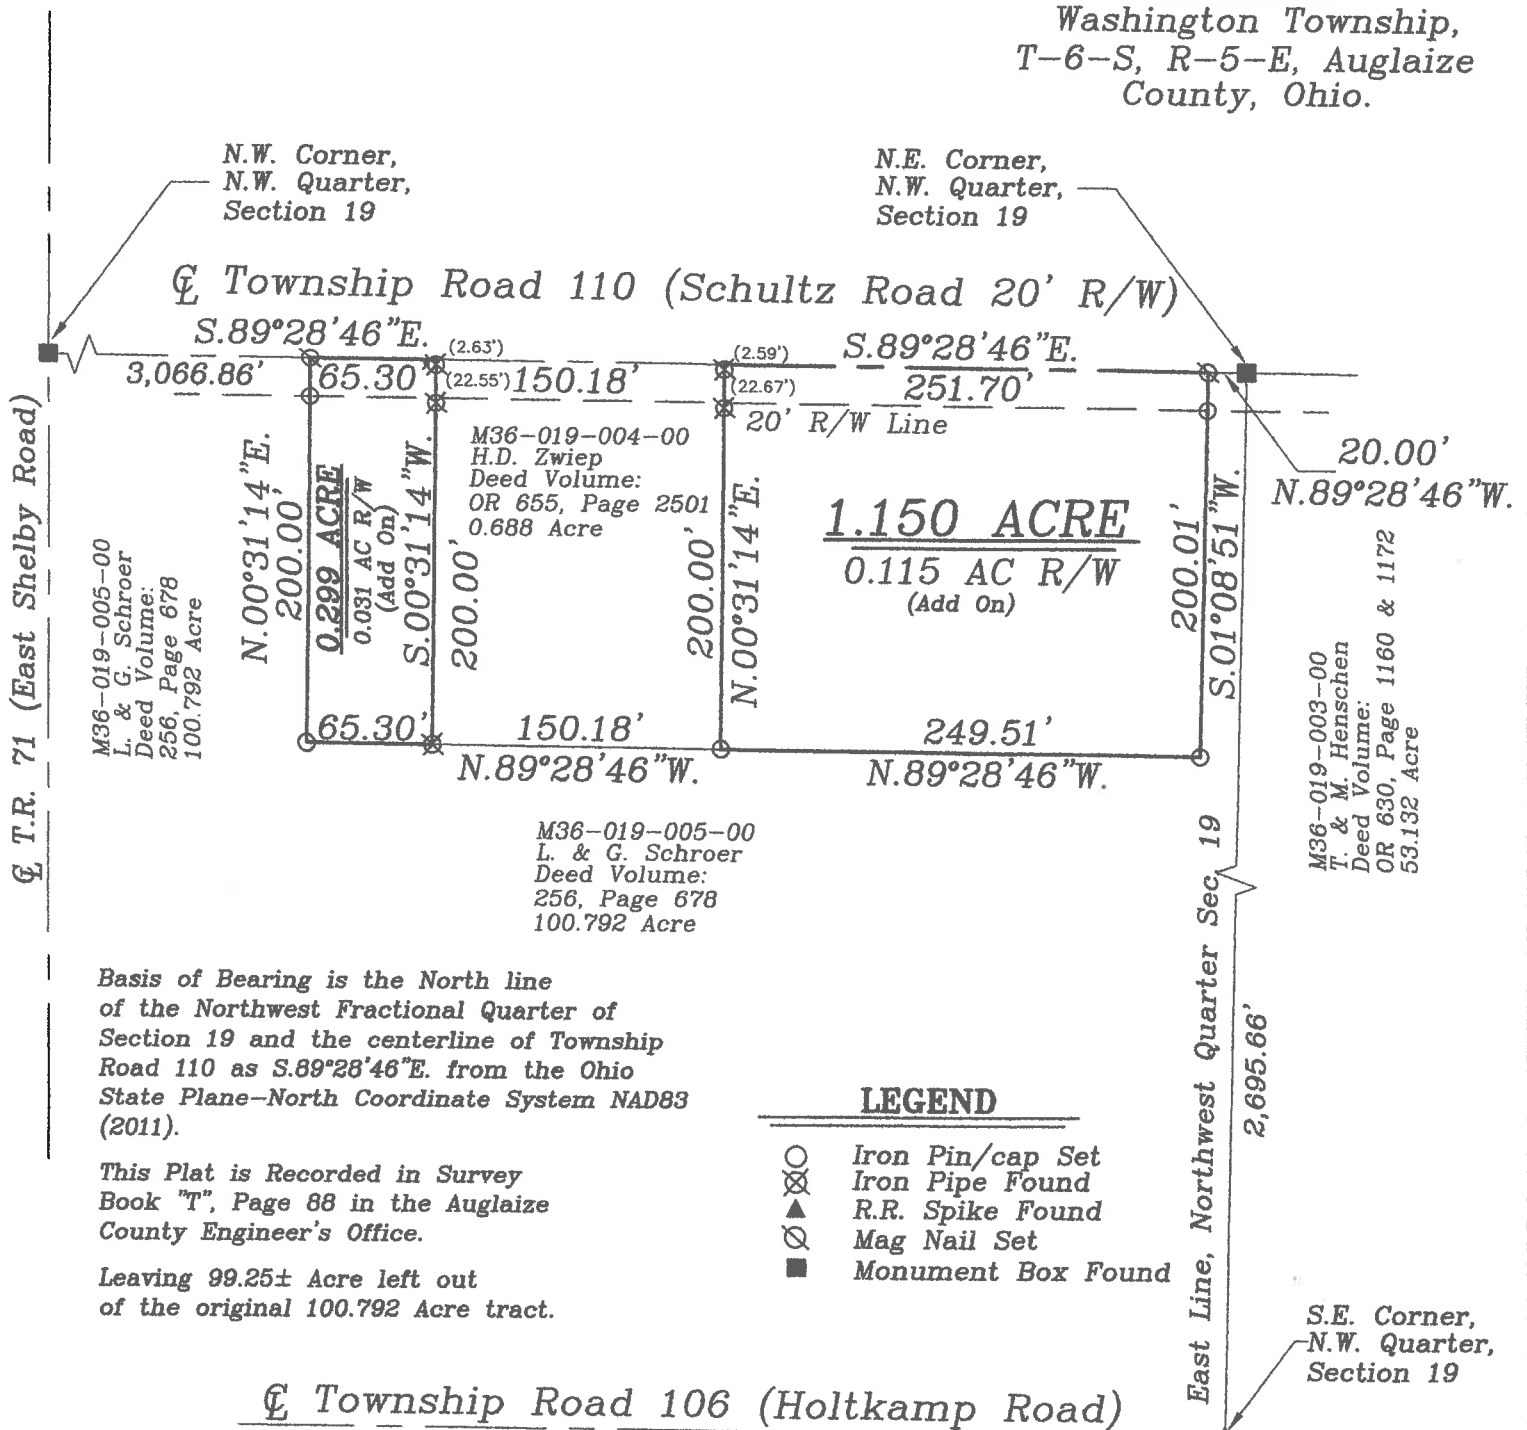 Washington Township,
T-6-S, R-5-E, Auglaize
County, Ohio.
N.W. Corner,
N.W. Quarter,
Section 19
N.E. Corner,
N.W. Quarter,
Section 19
℄ Township Road 110 (Schultz Road 20' R/W)
S.89°28'46"E.
(2.63')
(2.59')
S.89°28'46"E.
3,066.86'
65.30'
(22.55')
150.18'
(22.67')
251.70'
20' R/W Line
20.00'
N.89°28'46"W.
℄ T.R. 71 (East Shelby Road)
M36-019-005-00
L. & G. Schroer
Deed Volume:
256, Page 678
100.792 Acre
N.00°31'14"E.
200.00'
0.299 ACRE
0.031 AC R/W
(Add On)
S.00°31'14"W.
200.00'
M36-019-004-00
H.D. Zwiep
Deed Volume:
OR 655, Page 2501
0.688 Acre
200.00'
N.00°31'14"E.
1.150 ACRE
0.115 AC R/W
(Add On)
200.01'
S.01°08'51"W.
M36-019-003-00
T. & M. Henschen
Deed Volume:
OR 630, Page 1160 & 1172
53.132 Acre
65.30'
150.18'
N.89°28'46"W.
249.51'
N.89°28'46"W.
M36-019-005-00
L. & G. Schroer
Deed Volume:
256, Page 678
100.792 Acre
East Line, Northwest Quarter Sec. 19
2,695.66'
Basis of Bearing is the North line
of the Northwest Fractional Quarter of
Section 19 and the centerline of Township
Road 110 as S.89°28'46"E. from the Ohio
State Plane-North Coordinate System NAD83
(2011).
This Plat is Recorded in Survey
Book "T", Page 88 in the Auglaize
County Engineer's Office.
Leaving 99.25± Acre left out
of the original 100.792 Acre tract.
LEGEND
Iron Pin/cap Set
Iron Pipe Found
R.R. Spike Found
Mag Nail Set
Monument Box Found
S.E. Corner,
N.W. Quarter,
Section 19
℄ Township Road 106 (Holtkamp Road)